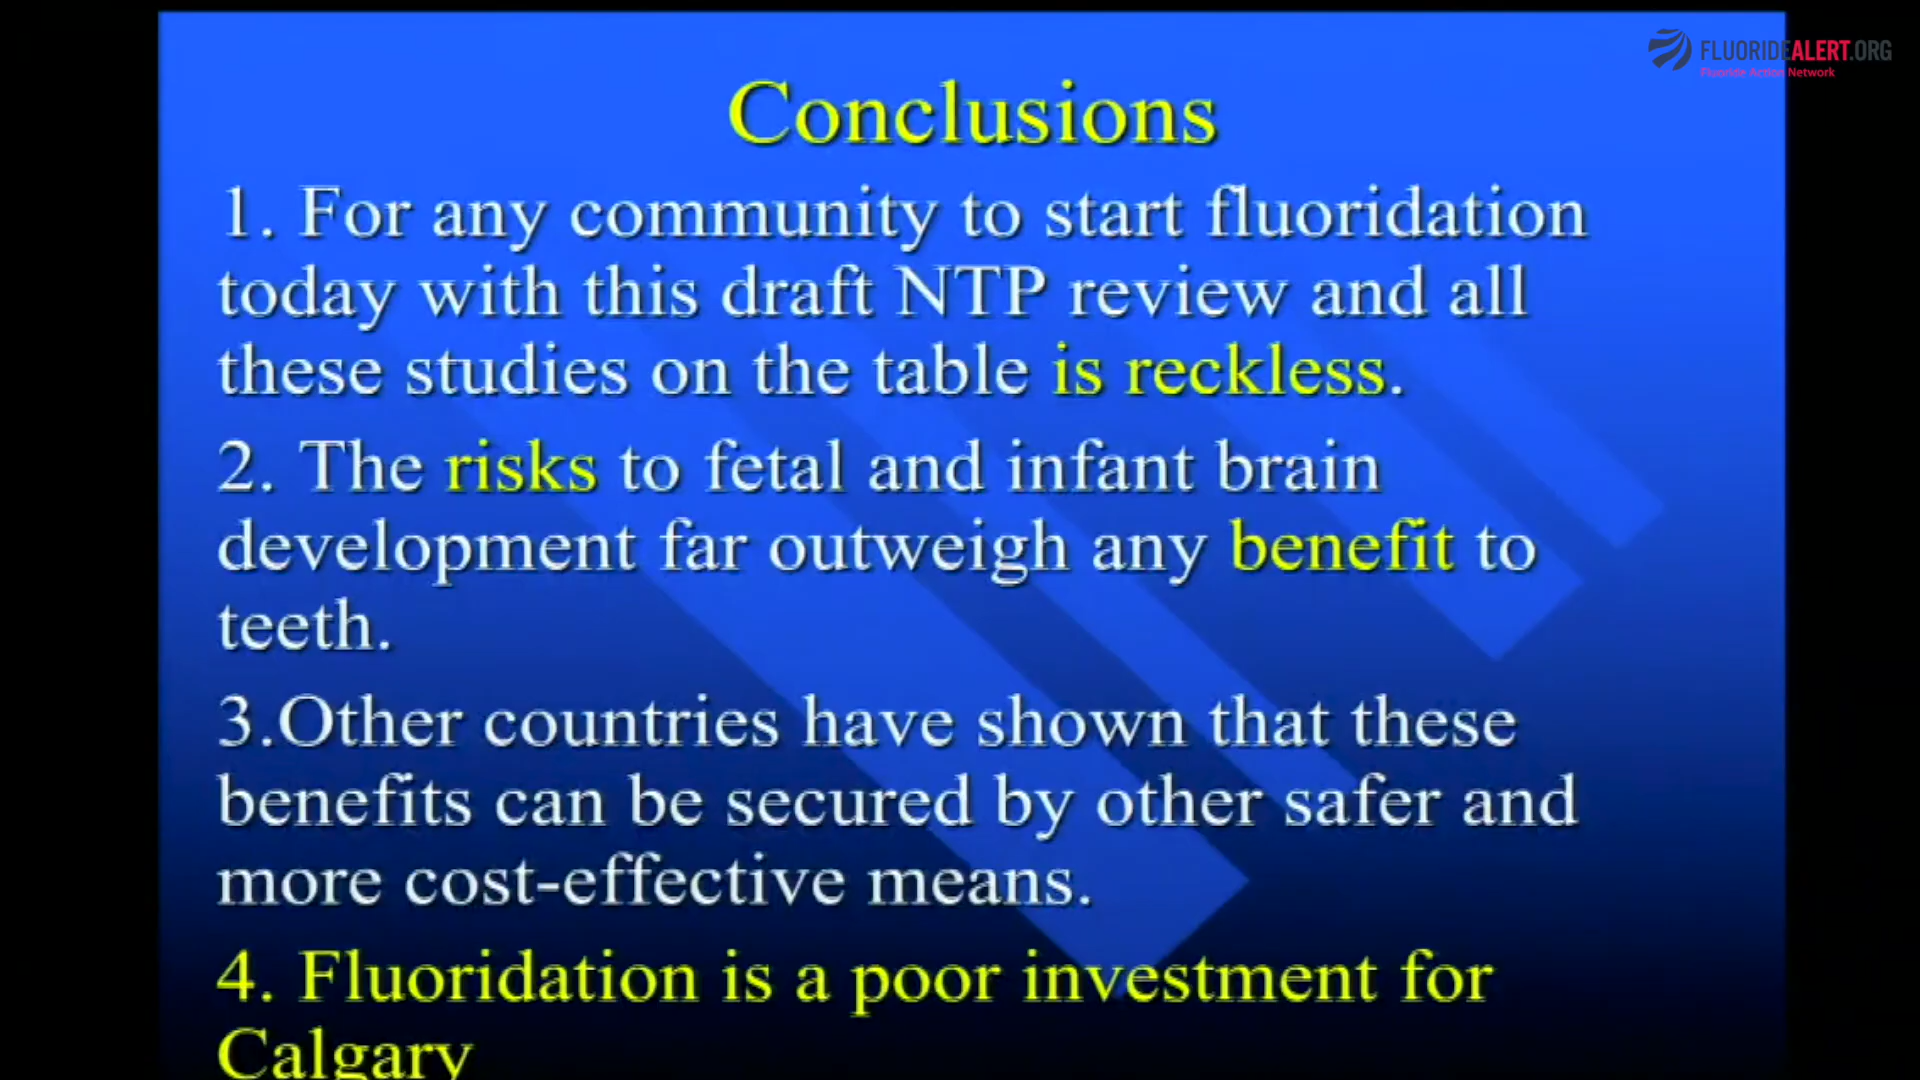 FLUORIDEALERT.ORG
Fluoride Action Network
Conclusions
1. For any community to start fluoridation
today with this draft NTP review and all
these studies on the table is reckless.
2. The risks to fetal and infant brain
development far outweigh any benefit to
teeth.
3.Other countries have shown that these
benefits can be secured by other safer and
more cost-effective means.
4. Fluoridation is a poor investment for
Calgary